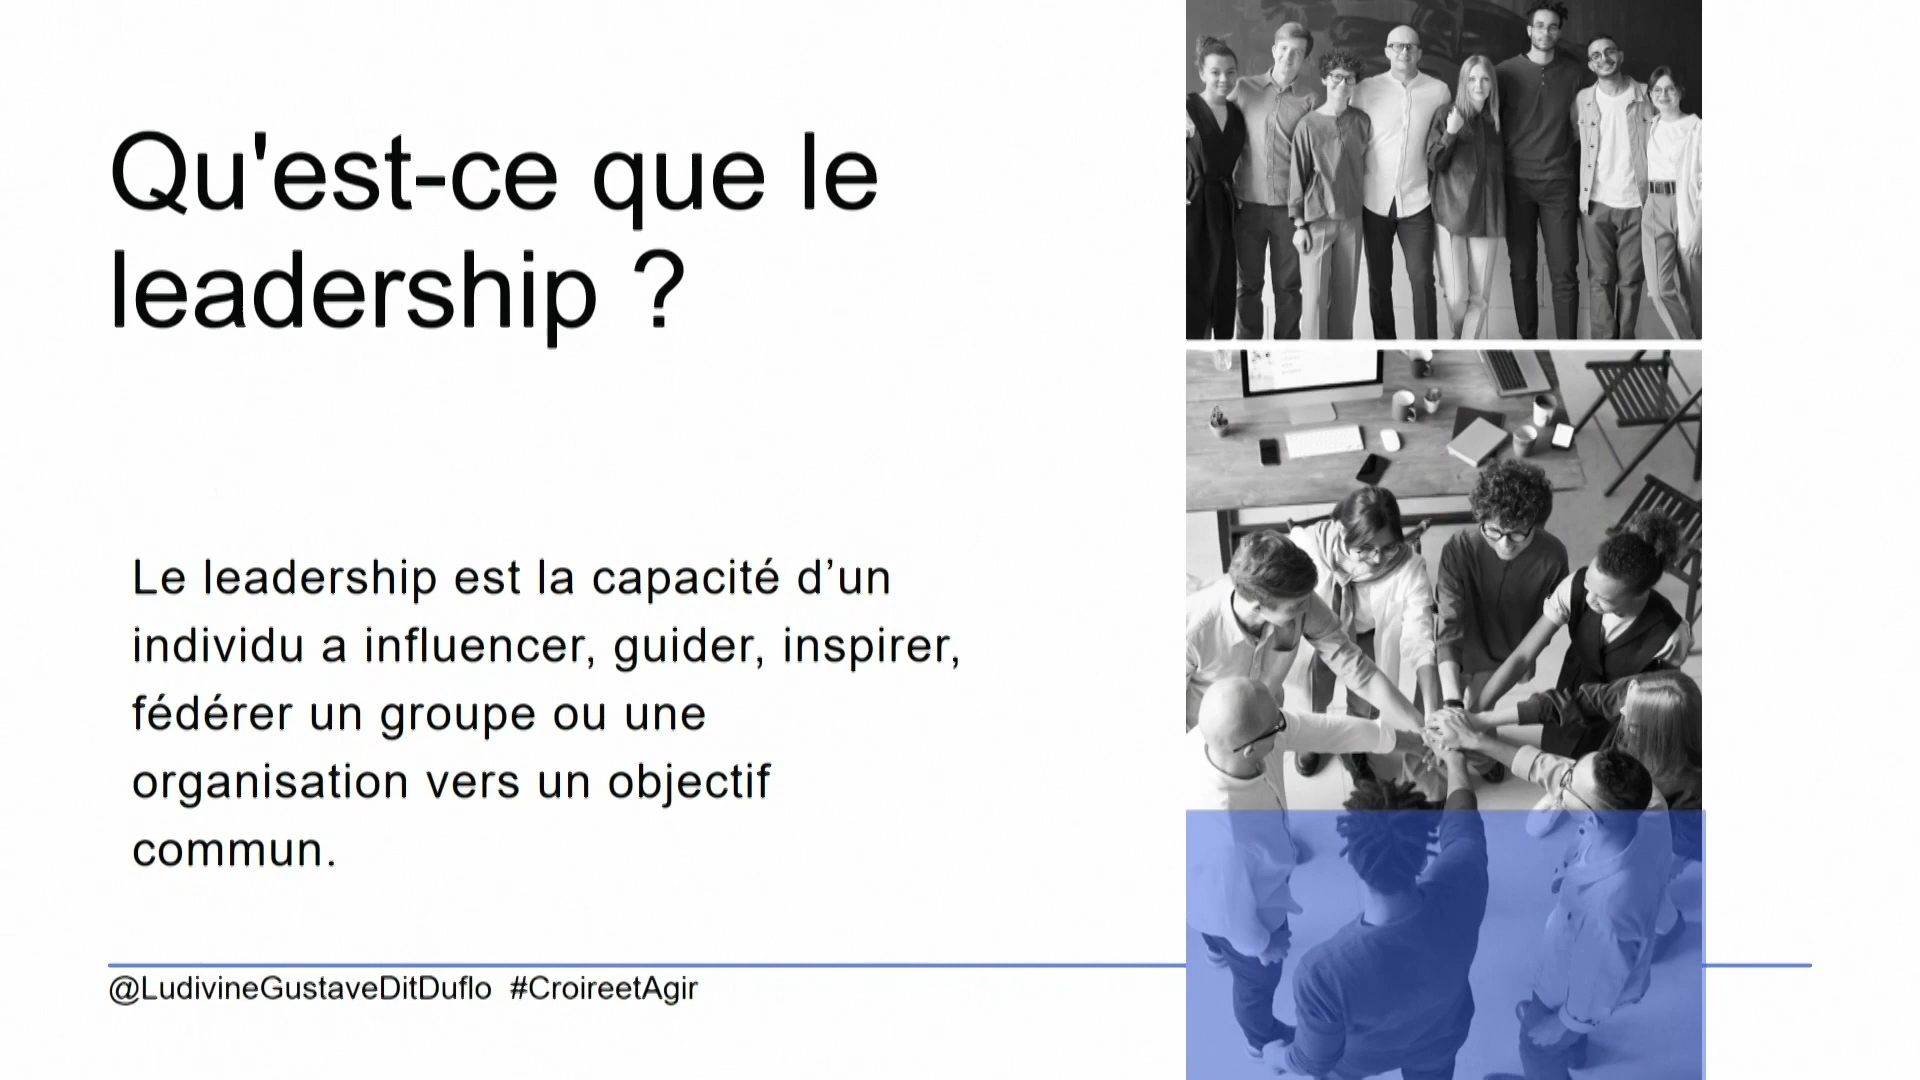 Qu'est-ce que le
leadership ?
Le leadership est la capacité d’un
individu a influencer, guider, inspirer,
fédérer un groupe ou une
organisation vers un objectif
commun.
@LudivineGustaveDitDuflo #CroireetAgir